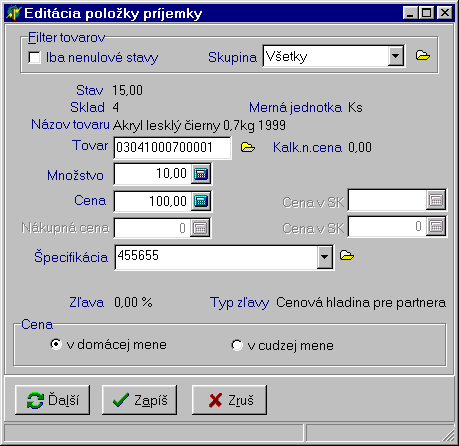 Editácia položky príjemky
Filter tovarov
Iba nenulové stavy Skupina Všetky
Stav 15,00
Sklad 4 Merná jednotka Ks
Názov tovaru Akryl lesklý čierny 0,7kg 1999
Tovar 03041000700001 Kalk.n.cena 0,00
Množstvo 10,00
Cena 100,00 Cena v SK
Nákupná cena 0 Cena v SK 0
Špecifikácia 455655
Zľava 0,00 % Typ zľavy Cenová hladina pre partnera
Cena
v domácej mene v cudzej mene
Ďalší Zapíš Zruš